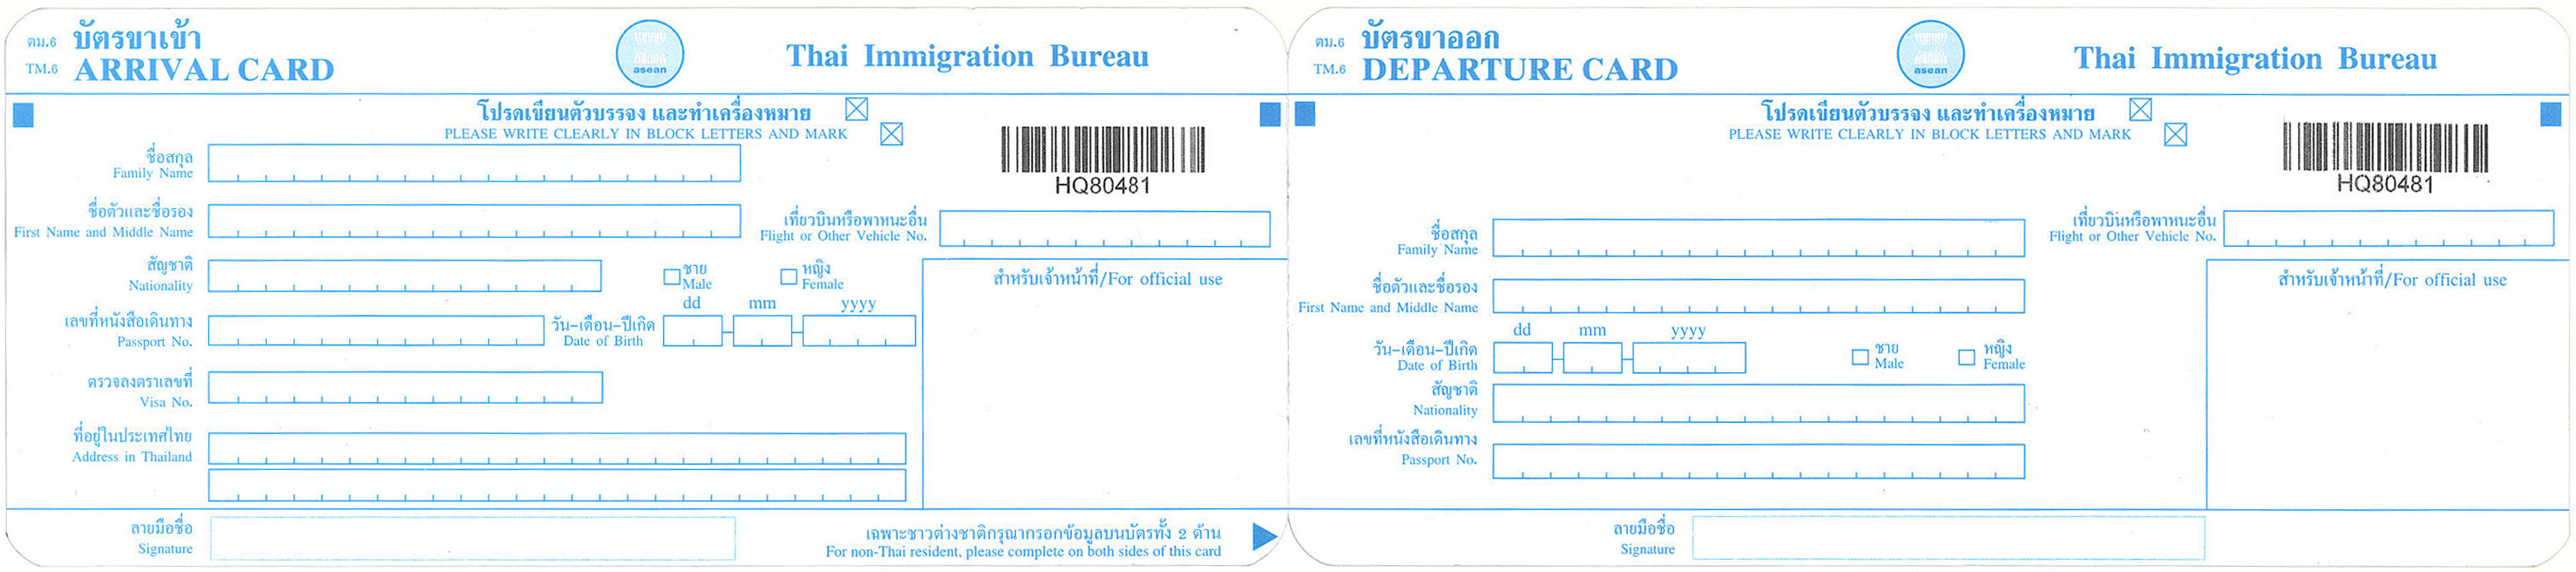 ตม.6 บัตรขาเข้า
TM.6 ARRIVAL CARD
asean
Thai Immigration Bureau
โปรดเขียนตัวบรรจง และทำเครื่องหมาย
PLEASE WRITE CLEARLY IN BLOCK LETTERS AND MARK
HQ80481
ชื่อสกุล
Family Name
ชื่อตัวและชื่อรอง
First Name and Middle Name
เที่ยวบินหรือพาหนะอื่น
Flight or Other Vehicle No.
สัญชาติ
Nationality
ชาย
Male
หญิง
Female
สำหรับเจ้าหน้าที่/For official use
dd mm yyyy
เลขที่หนังสือเดินทาง
Passport No.
วัน-เดือน-ปีเกิด
Date of Birth
ตรวจลงตราเลขที่
Visa No.
ที่อยู่ในประเทศไทย
Address in Thailand
ลายมือชื่อ
Signature
เฉพาะชาวต่างชาติกรุณากรอกข้อมูลบนบัตรทั้ง 2 ด้าน
For non-Thai resident, please complete on both sides of this card
ตม.6 บัตรขาออก
TM.6 DEPARTURE CARD
asean
Thai Immigration Bureau
โปรดเขียนตัวบรรจง และทำเครื่องหมาย
PLEASE WRITE CLEARLY IN BLOCK LETTERS AND MARK
HQ80481
ชื่อสกุล
Family Name
เที่ยวบินหรือพาหนะอื่น
Flight or Other Vehicle No.
ชื่อตัวและชื่อรอง
First Name and Middle Name
สำหรับเจ้าหน้าที่/For official use
dd mm yyyy
วัน-เดือน-ปีเกิด
Date of Birth
ชาย
Male
หญิง
Female
สัญชาติ
Nationality
เลขที่หนังสือเดินทาง
Passport No.
ลายมือชื่อ
Signature